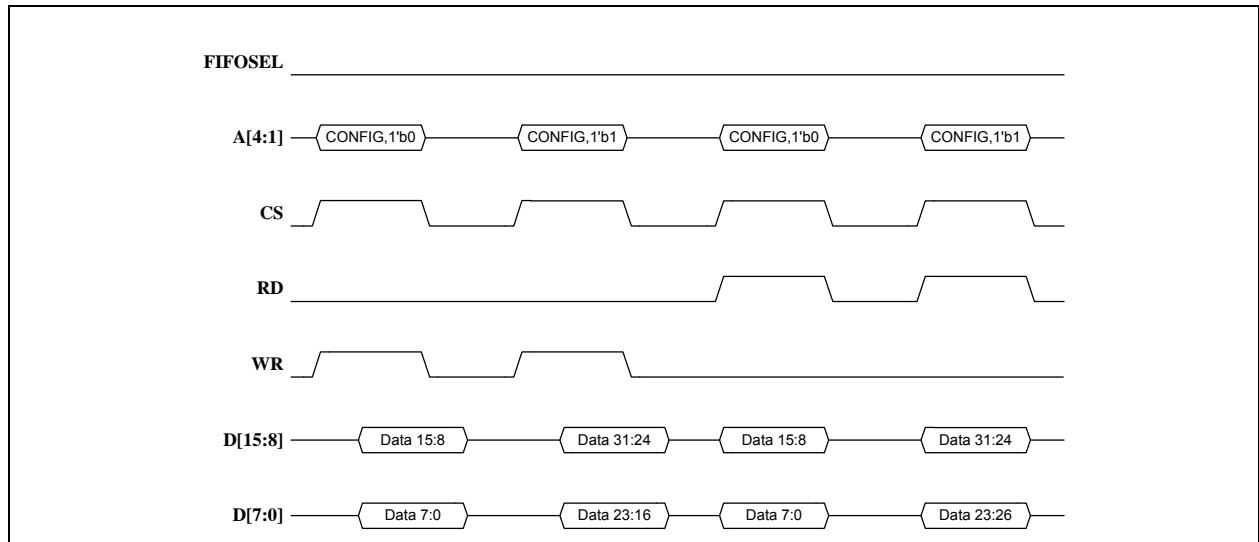 FIFOSEL
A[4:1] CONFIG,1'b0 CONFIG,1'b1 CONFIG,1'b0 CONFIG,1'b1
CS
RD
WR
D[15:8] Data 15:8 Data 31:24 Data 15:8 Data 31:24
D[7:0] Data 7:0 Data 23:16 Data 7:0 Data 23:26